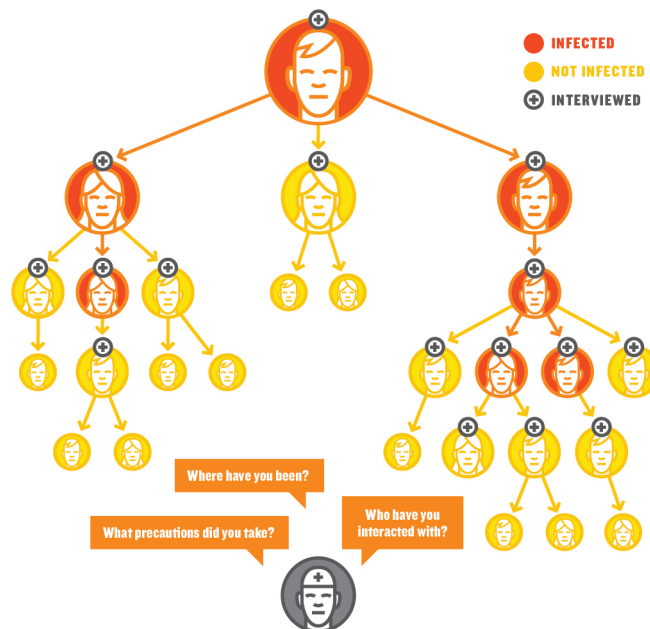 INFECTED
NOT INFECTED
INTERVIEWED
Where have you been?
What precautions did you take?
Who have you
interacted with?